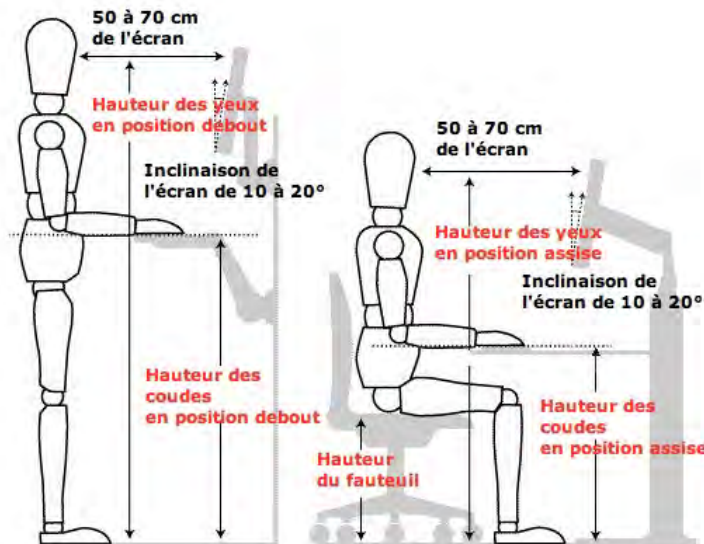 50 à 70 cm
de l'écran
Hauteur des yeux
en position debout
Inclinaison de
l'écran de 10 à 20°
Hauteur des
coudes
en position debout
50 à 70 cm
de l'écran
Hauteur des yeux
en position assise
Inclinaison de
l'écran de 10 à 20°
Hauteur des
coudes
en position assise
Hauteur
du fauteuil